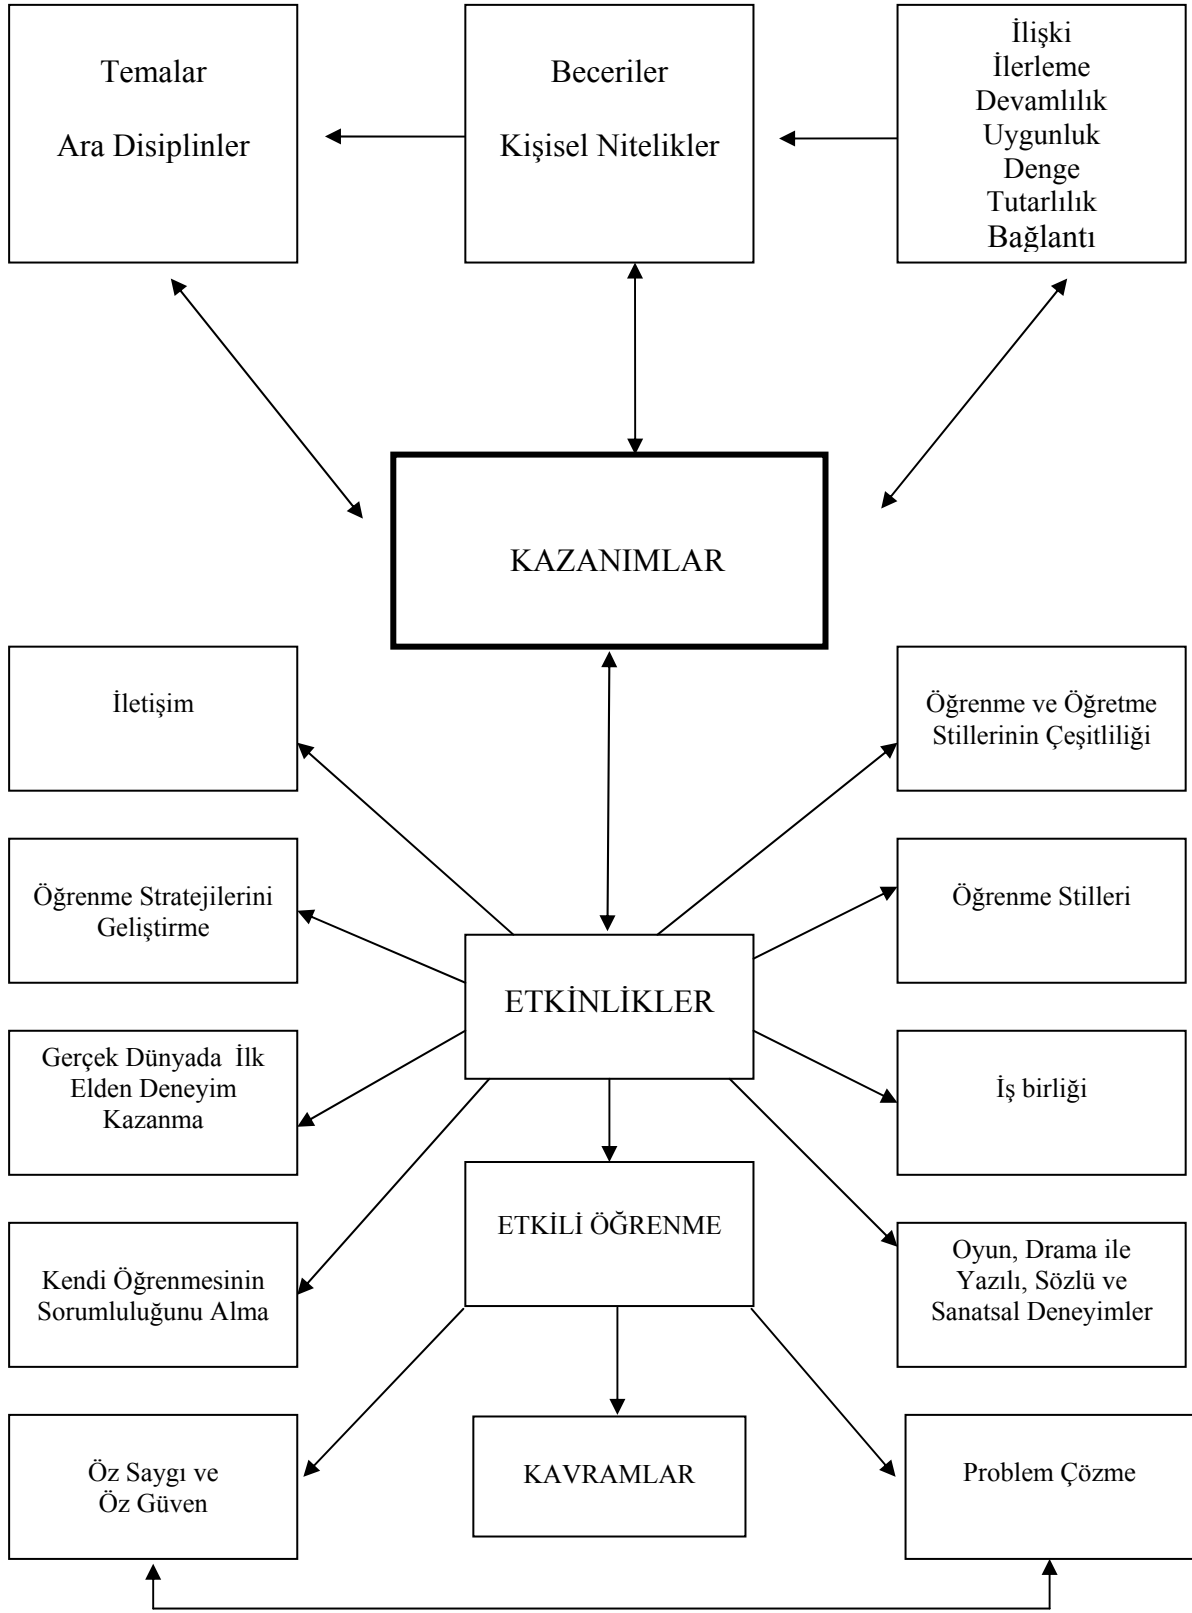 Temalar
Ara Disiplinler
Beceriler
Kişisel Nitelikler
İlişki
İlerleme
Devamlılık
Uygunluk
Denge
Tutarlılık
Bağlantı
KAZANIMLAR
İletişim
Öğrenme ve Öğretme
Stillerinin Çeşitliliği
Öğrenme Stratejilerini
Geliştirme
Öğrenme Stilleri
ETKİNLİKLER
Gerçek Dünyada İlk
Elden Deneyim
Kazanma
İş birliği
ETKİLİ ÖĞRENME
Kendi Öğrenmesinin
Sorumluluğunu Alma
Oyun, Drama ile
Yazılı, Sözlü ve
Sanatsal Deneyimler
Öz Saygı ve
Öz Güven
KAVRAMLAR
Problem Çözme